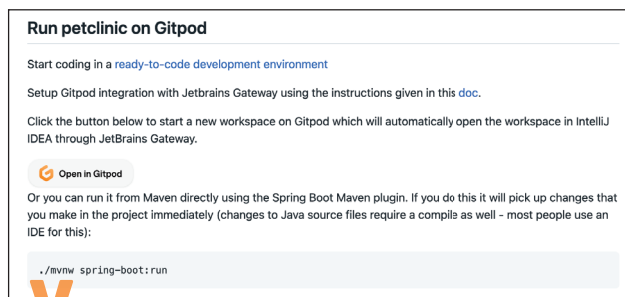 Run petclinic on Gitpod
Start coding in a ready-to-code development environment
Setup Gitpod integration with Jetbrains Gateway using the instructions given in this doc.
Click the button below to start a new workspace on Gitpod which will automatically open the workspace in IntelliJ
IDEA through JetBrains Gateway.
Open in Gitpod
Or you can run it from Maven directly using the Spring Boot Maven plugin. If you do this it will pick up changes that
you make in the project immediately (changes to Java source files require a compile as well - most people use an
IDE for this):
./mvnw spring-boot:run